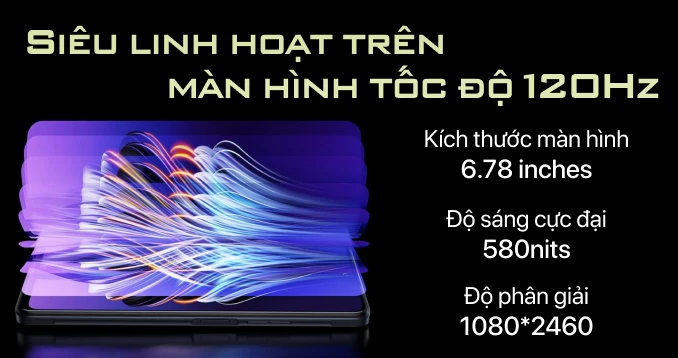 SIÊU LINH HOẠT TRÊN
MÀN HÌNH TỐC ĐỘ 120HZ
Kích thước màn hình
6.78 inches
Độ sáng cực đại
580nits
Độ phân giải
1080*2460